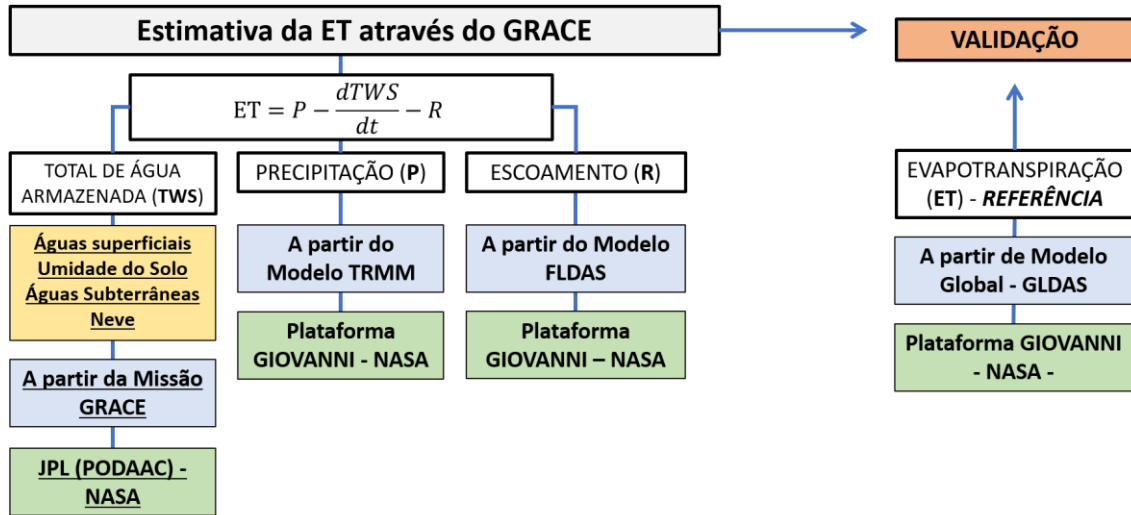 Estimativa da ET através do GRACE
VALIDAÇÃO
ET = P − dTWS/dt − R
TOTAL DE ÁGUA
ARMAZENADA (TWS)
Águas superficiais
Umidade do Solo
Águas Subterrâneas
Neve
A partir da Missão
GRACE
JPL (PODAAC) -
NASA
PRECIPITAÇÃO (P)
A partir do
Modelo TRMM
Plataforma
GIOVANNI - NASA
ESCOAMENTO (R)
A partir do Modelo
FLDAS
Plataforma
GIOVANNI – NASA
EVAPOTRANSPIRAÇÃO
(ET) - REFERÊNCIA
A partir de Modelo
Global - GLDAS
Plataforma GIOVANNI
- NASA -